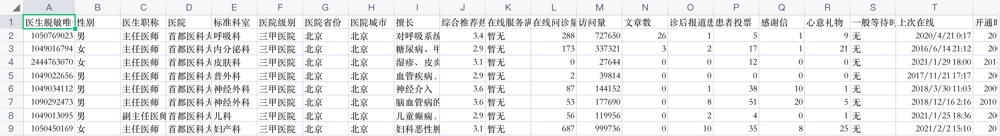 A B C D E F G H I J K L M N O P Q R S T
1 医生脱敏唯 性别 医生职称 医院 标准科室 医院级别 医院省份 医院城市 擅长 综合推荐热 在线服务满 在线问诊量 访问量 文章数 诊后报道患 患者投票 感谢信 心意礼物 一般等待时 上次在线 开通时
2 1050769023 男 主任医师 首都医科大 呼吸科 三甲医院 北京 北京 对呼吸系统 3.4 暂无 288 727650 26 1 5 1 9 无 2020/4/21 0:17 20
3 1049016794 女 主任医师 首都医科大 内分泌科 三甲医院 北京 北京 糖尿病、甲 2.9 暂无 173 337321 3 2 17 1 21 无 2016/6/14 21:12 200
4 2444763070 女 主任医师 首都医科大 皮肤科 三甲医院 北京 北京 湿疹、皮炎 3.1 暂无 0 27644 0 0 12 0 0 无 2021/1/29 18:00 201
5 1049022656 男 主任医师 首都医科大 普外科 三甲医院 北京 北京 血管疾病, 2.9 暂无 2 39814 0 0 0 0 0 无 2017/11/21 17:17 200
6 1049034112 男 主任医师 首都医科大 神经外科 三甲医院 北京 北京 神经介入 3.6 暂无 87 144152 0 1 38 10 1 无 2018/3/30 11:03 200
7 1090292473 男 主任医师 首都医科大 神经外科 三甲医院 北京 北京 脑血管病的 3.6 暂无 53 177690 0 8 51 20 5 无 2018/12/16 2:16 2010
8 1049013095 男 副主任医师 首都医科大 儿科 三甲医院 北京 北京 儿童癫痫, 2.9 暂无 56 119956 0 2 4 0 1 无 2021/1/25 18:36 200
9 1050450169 女 主任医师 首都医科大 妇产科 三甲医院 北京 北京 妇科恶性肿 3.1 暂无 687 999736 0 10 35 8 25 无 2021/2/2 15:10 20